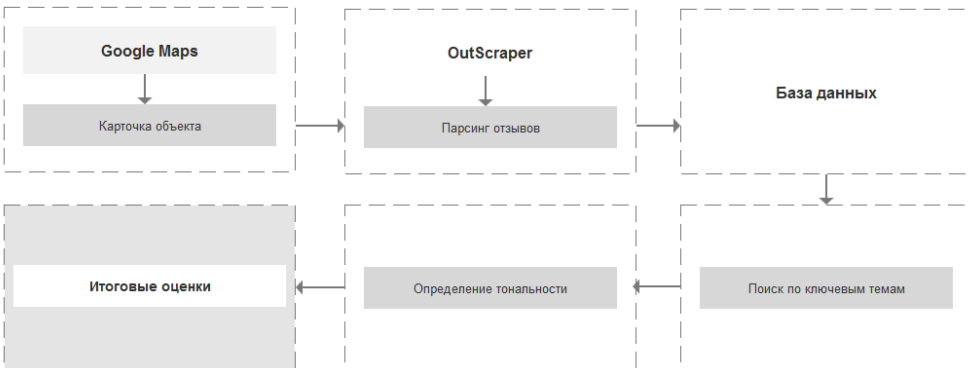 Google Maps
Карточка объекта
OutScraper
Парсинг отзывов
База данных
Поиск по ключевым темам
Определение тональности
Итоговые оценки